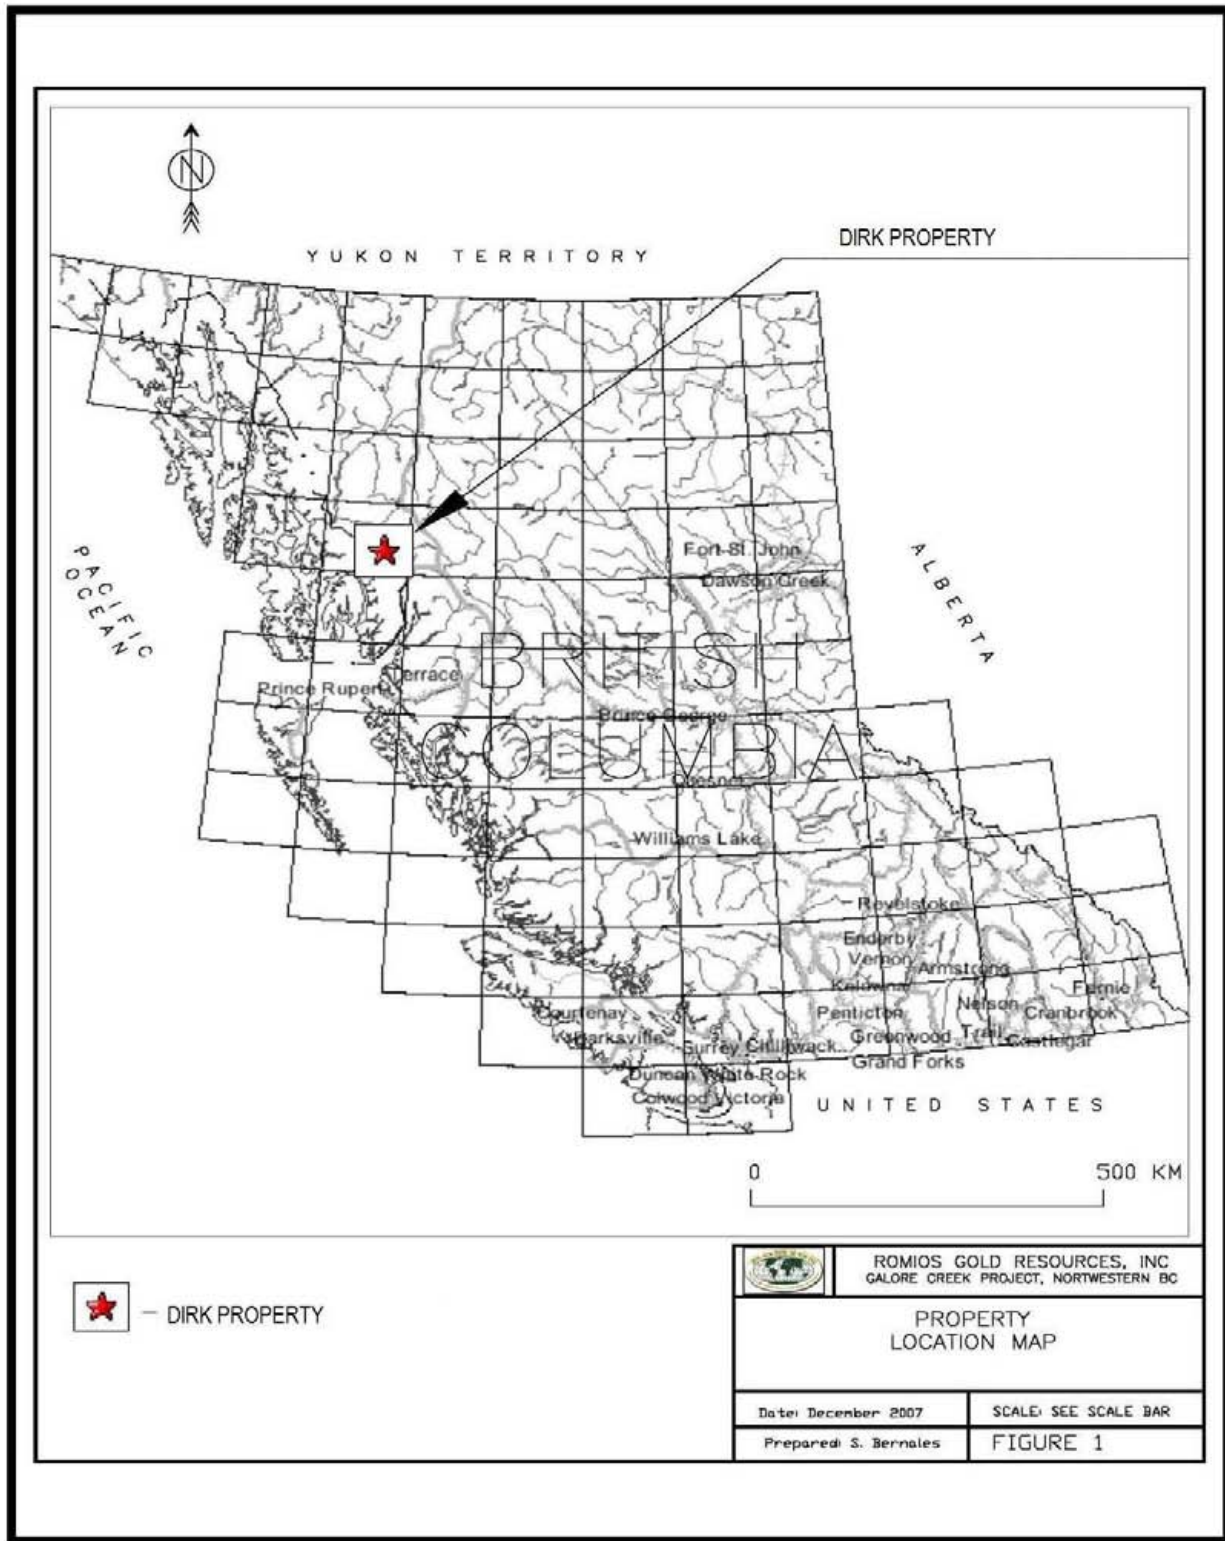 N
DIRK PROPERTY
YUKON TERRITORY
PACIFIC
OCEAN
ALBERTA
Fort St. John
Dawson Creek
BRITISH
COLUMBIA
Terrace
Prince Rupert
Prince George
Quesnel
Williams Lake
Revelstoke
Enderby
Vernon
Armstrong
Kelowna
Fernie
Nelson
Penticton
Cranbrook
Courtenay
Parksville
Surrey Chilliwack
Greenwood Trail Castlegar
Grand Forks
Duncan White Rock
Colwood Victoria
UNITED STATES
0 500 KM
ROMIOS GOLD RESOURCES, INC
GALORE CREEK PROJECT, NORTHWESTERN BC
— DIRK PROPERTY
PROPERTY
LOCATION MAP
Date: December 2007
SCALE: SEE SCALE BAR
Prepared: S. Bernales
FIGURE 1